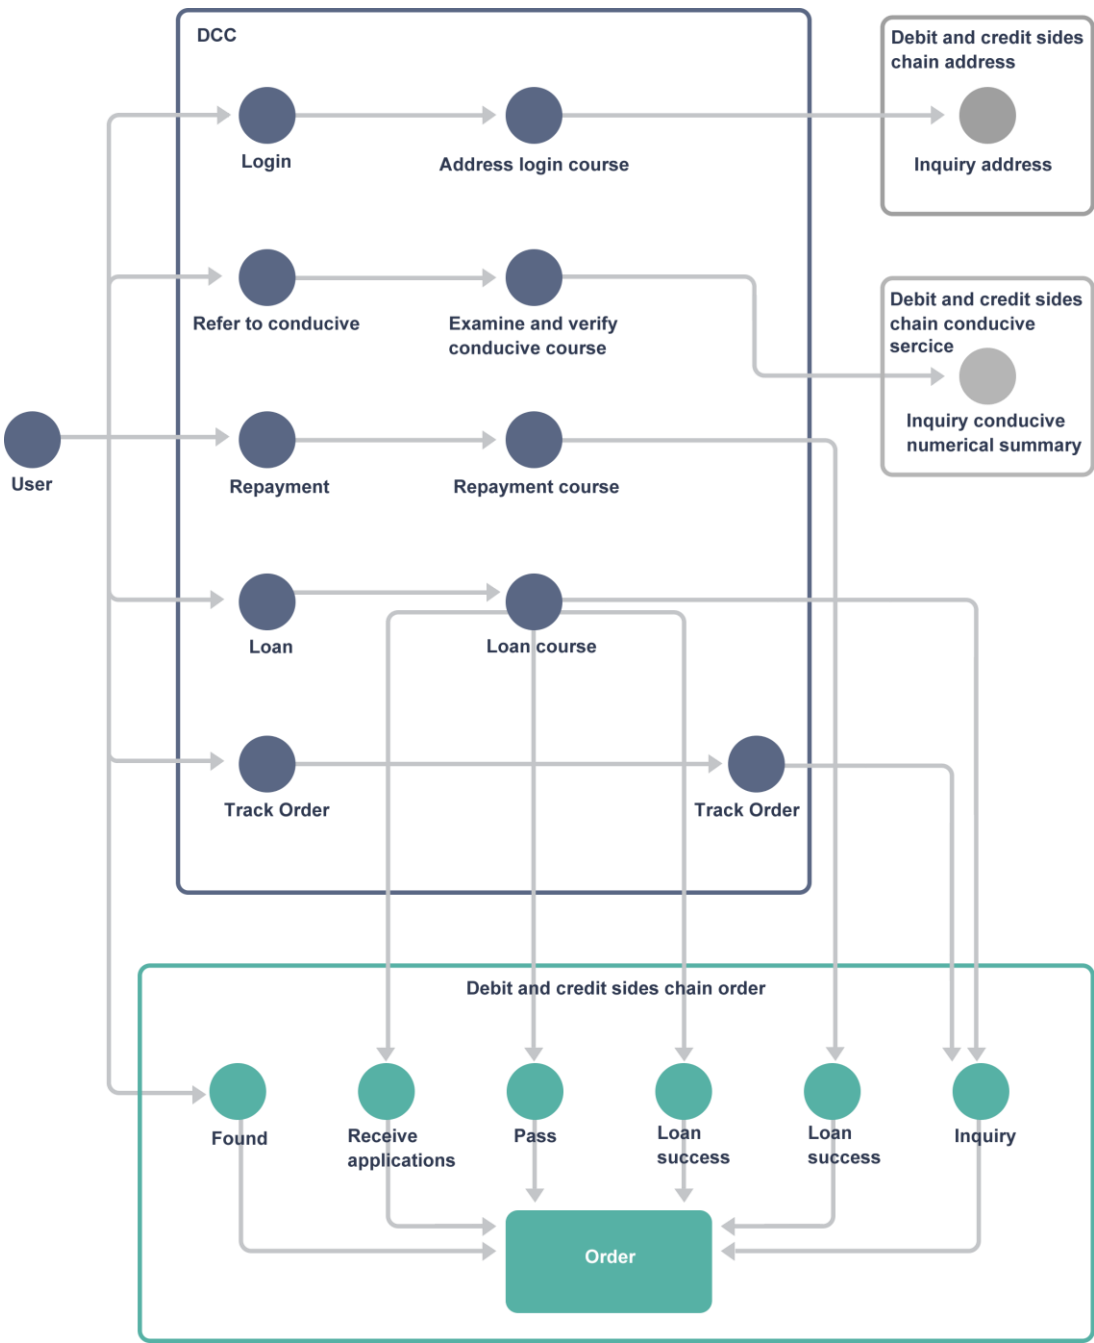 DCC
Debit and credit sides
chain address
Login
Address login course
Inquiry address
Refer to conducive
Examine and verify
conducive course
Debit and credit sides
chain conducive
sercice
Inquiry conducive
numerical summary
User
Repayment
Repayment course
Loan
Loan course
Track Order
Track Order
Debit and credit sides chain order
Found
Receive
applications
Pass
Loan
success
Loan
success
Inquiry
Order